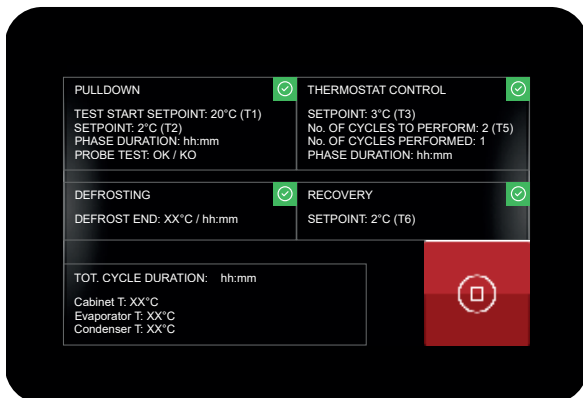 PULLDOWN
TEST START SETPOINT: 20°C (T1)
SETPOINT: 2°C (T2)
PHASE DURATION: hh:mm
PROBE TEST: OK / KO
THERMOSTAT CONTROL
SETPOINT: 3°C (T3)
No. OF CYCLES TO PERFORM: 2 (T5)
No. OF CYCLES PERFORMED: 1
PHASE DURATION: hh:mm
DEFROSTING
DEFROST END: XX°C / hh:mm
RECOVERY
SETPOINT: 2°C (T6)
TOT. CYCLE DURATION: hh:mm
Cabinet T: XX°C
Evaporator T: XX°C
Condenser T: XX°C